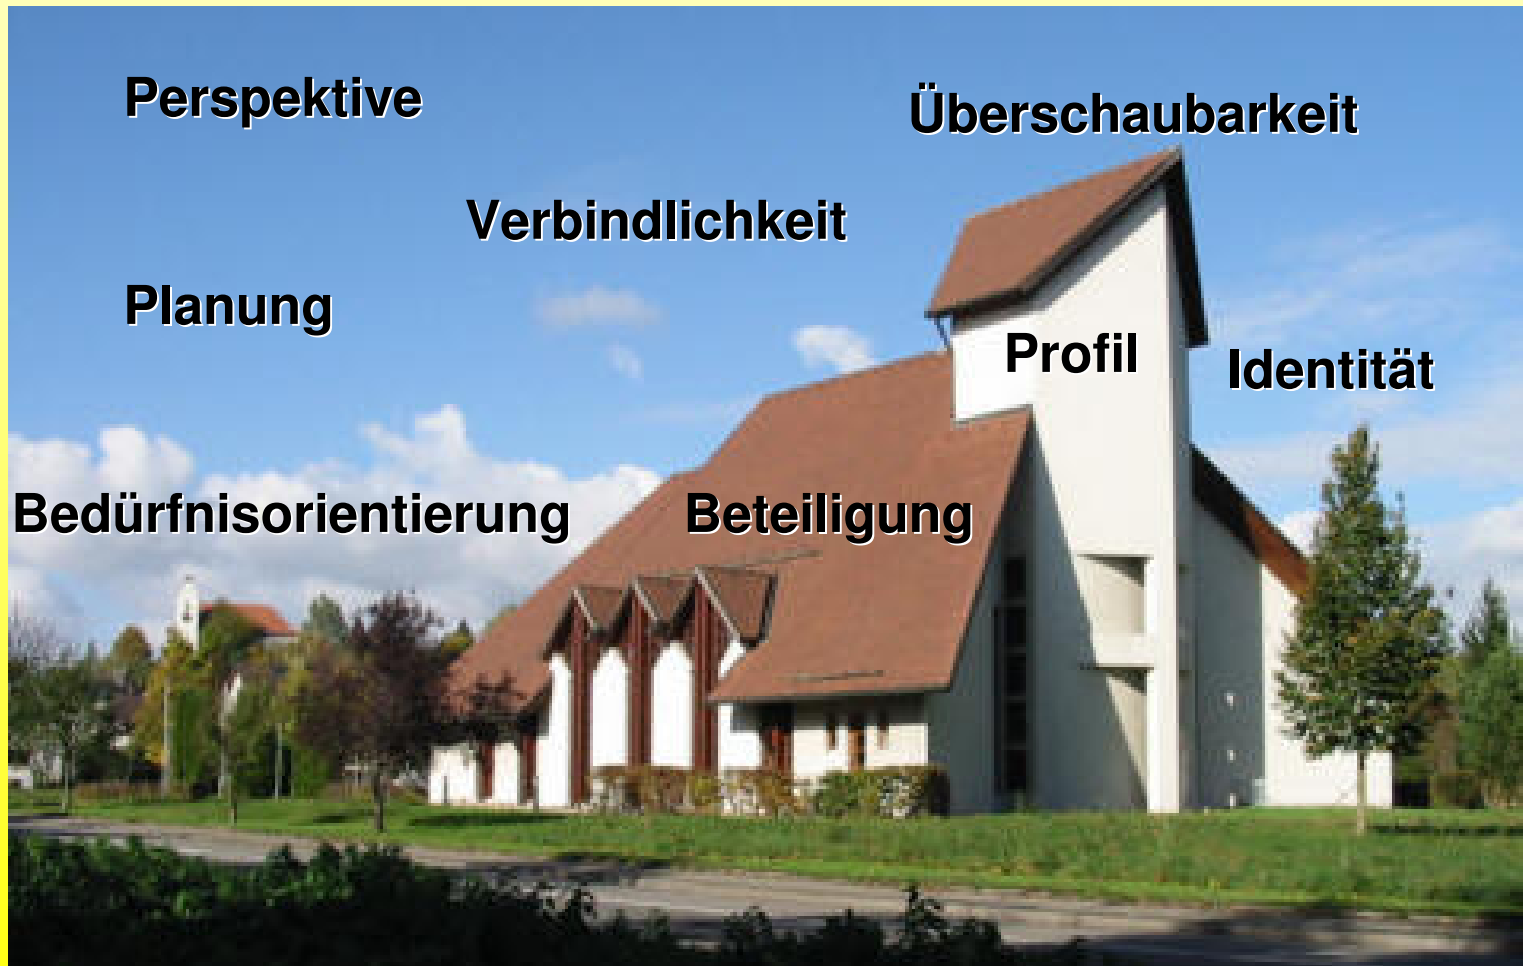 Perspektive
Überschaubarkeit
Verbindlichkeit
Planung
Profil
Identität
Bedürfnisorientierung
Beteiligung